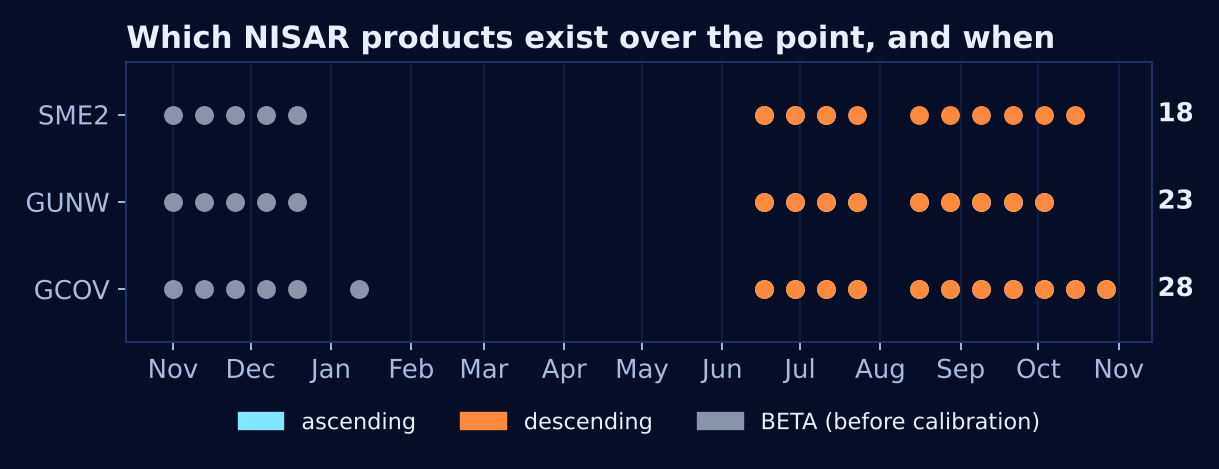 Which NISAR products exist over the point, and when
SME2 18
GUNW 23
GCOV 28
Nov Dec Jan Feb Mar Apr May Jun Jul Aug Sep Oct Nov
ascending descending BETA (before calibration)